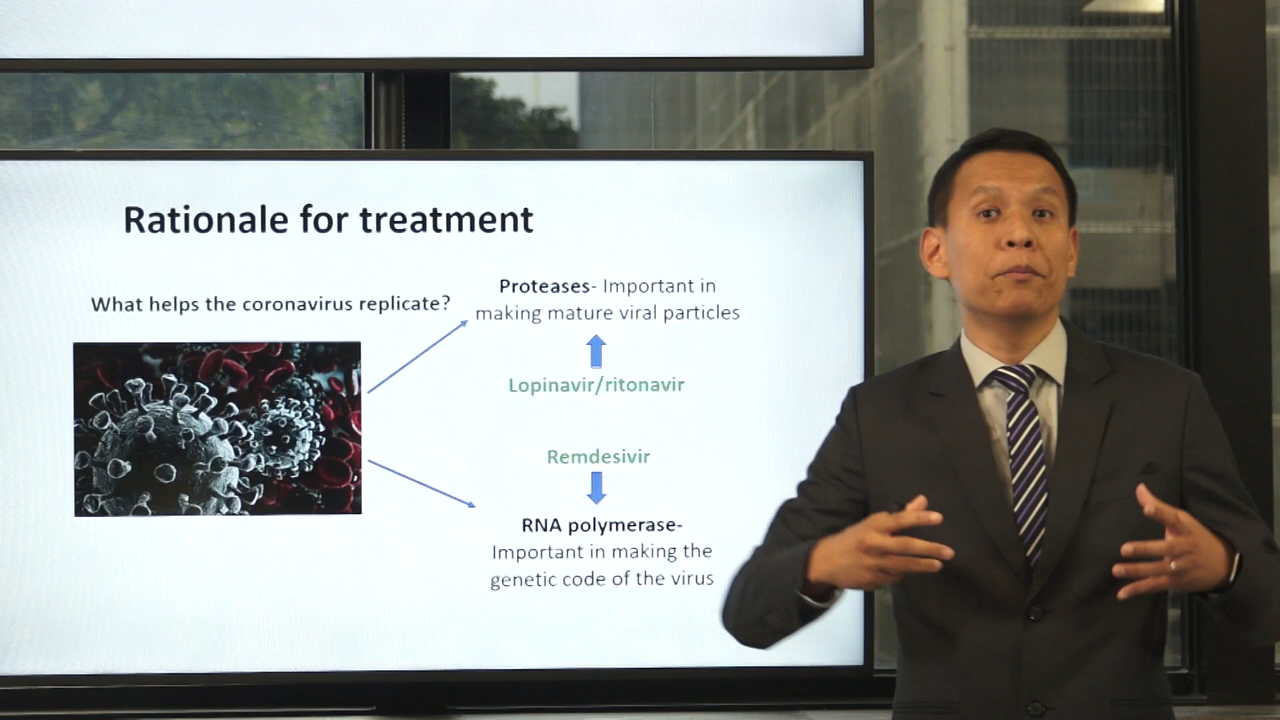 Rationale for treatment
What helps the coronavirus replicate?
Proteases- Important in
making mature viral particles
Lopinavir/ritonavir
Remdesivir
RNA polymerase-
Important in making the
genetic code of the virus